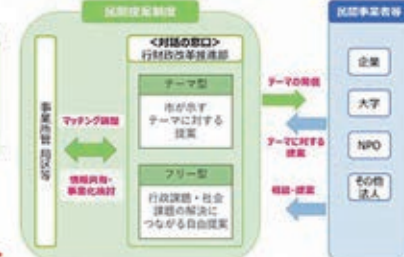 民間提案制度
<対話の窓口>
行財政改革推進部
事業所管 局区等
マッチング調整
情報共有・
事業化検討
テーマ型
市が示す
テーマに対する
提案
フリー型
行政課題・社会
課題の解決に
つながる自由提案
テーマの発信
テーマに対する
提案
相談・提案
民間事業者等
企業
大学
NPO
その他
法人